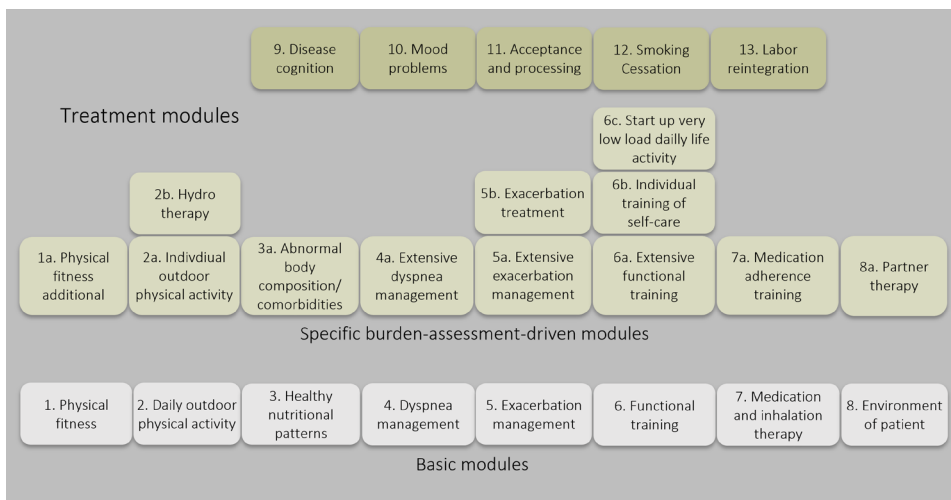 9. Disease
cognition
10. Mood
problems
11. Acceptance
and processing
12. Smoking
Cessation
13. Labor
reintegration
Treatment modules
6c. Start up very
low load dailly life
activity
2b. Hydro
therapy
5b. Exacerbation
treatment
6b. Individual
training of
self-care
1a. Physical
fitness
additional
2a. Indivdiual
outdoor
physical activity
3a. Abnormal
body
composition/
comorbidities
4a. Extensive
dyspnea
management
5a. Extensive
exacerbation
management
6a. Extensive
functional
training
7a. Medication
adherence
training
8a. Partner
therapy
Specific burden-assessment-driven modules
1. Physical
fitness
2. Daily outdoor
physical activity
3. Healthy
nutritional
patterns
4. Dyspnea
management
5. Exacerbation
management
6. Functional
training
7. Medication
and inhalation
therapy
8. Environment
of patient
Basic modules